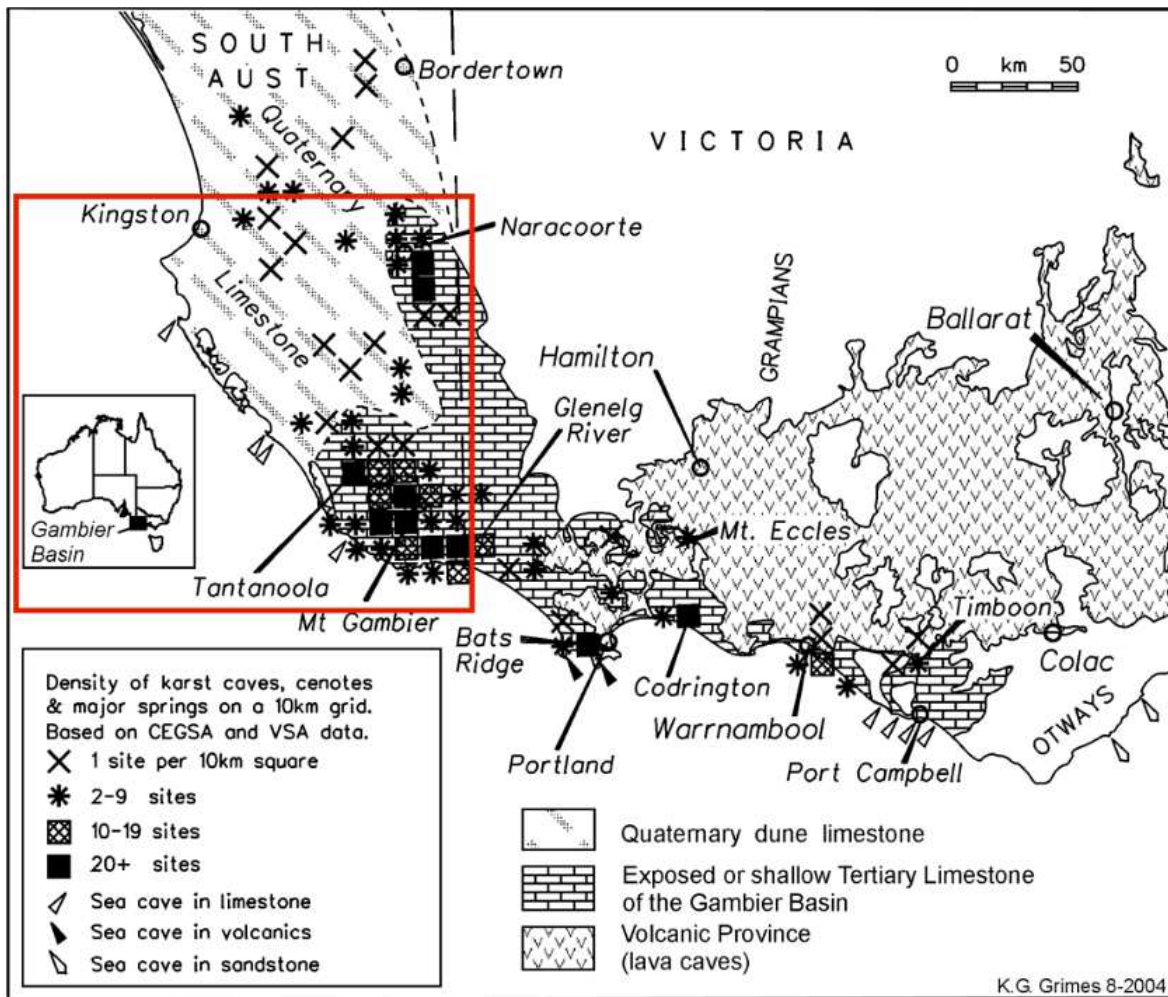 SOUTH
AUST
Bordertown
0 km 50
VICTORIA
Quaternary
Kingston
Naracoorte
Limestone
GRAMPIANS
Ballarat
Hamilton
Glenelg
River
Gambier
Basin
Mt. Eccles
Tantanoola
Mt Gambier
Timboon
Bats
Ridge
Codrington
Colac
Warrnambool
OTWAYS
Portland
Port Campbell
Density of karst caves, cenotes
& major springs on a 10km grid.
Based on CEGSA and VSA data.
1 site per 10km square
2-9 sites
10-19 sites
20+ sites
Sea cave in limestone
Sea cave in volcanics
Sea cave in sandstone
Quaternary dune limestone
Exposed or shallow Tertiary Limestone
of the Gambier Basin
Volcanic Province
(lava caves)
K.G. Grimes 8-2004